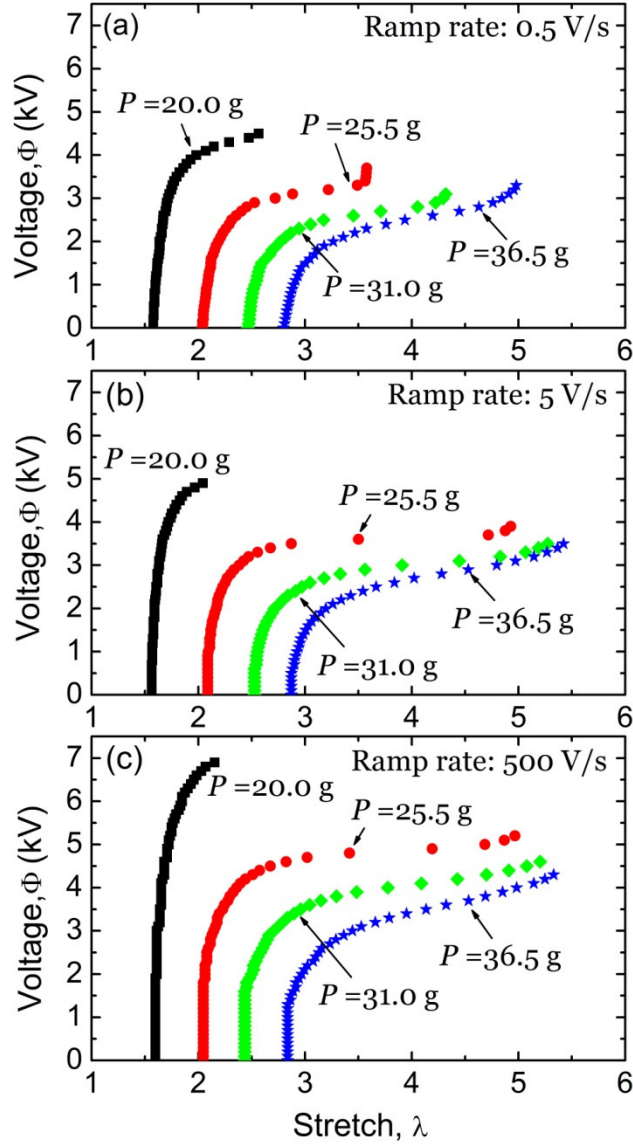 (a)
Ramp rate: 0.5 V/s
P =20.0 g
P =25.5 g
P =31.0 g
P =36.5 g
Voltage,Φ (kV)
7
6
5
4
3
2
1
0
1 2 3 4 5 6
(b)
Ramp rate: 5 V/s
P =20.0 g
P =25.5 g
P =31.0 g
P =36.5 g
Voltage,Φ (kV)
7
6
5
4
3
2
1
0
1 2 3 4 5 6
(c)
Ramp rate: 500 V/s
P =20.0 g
P =25.5 g
P =31.0 g
P =36.5 g
Voltage,Φ (kV)
7
6
5
4
3
2
1
0
1 2 3 4 5 6
Stretch, λ